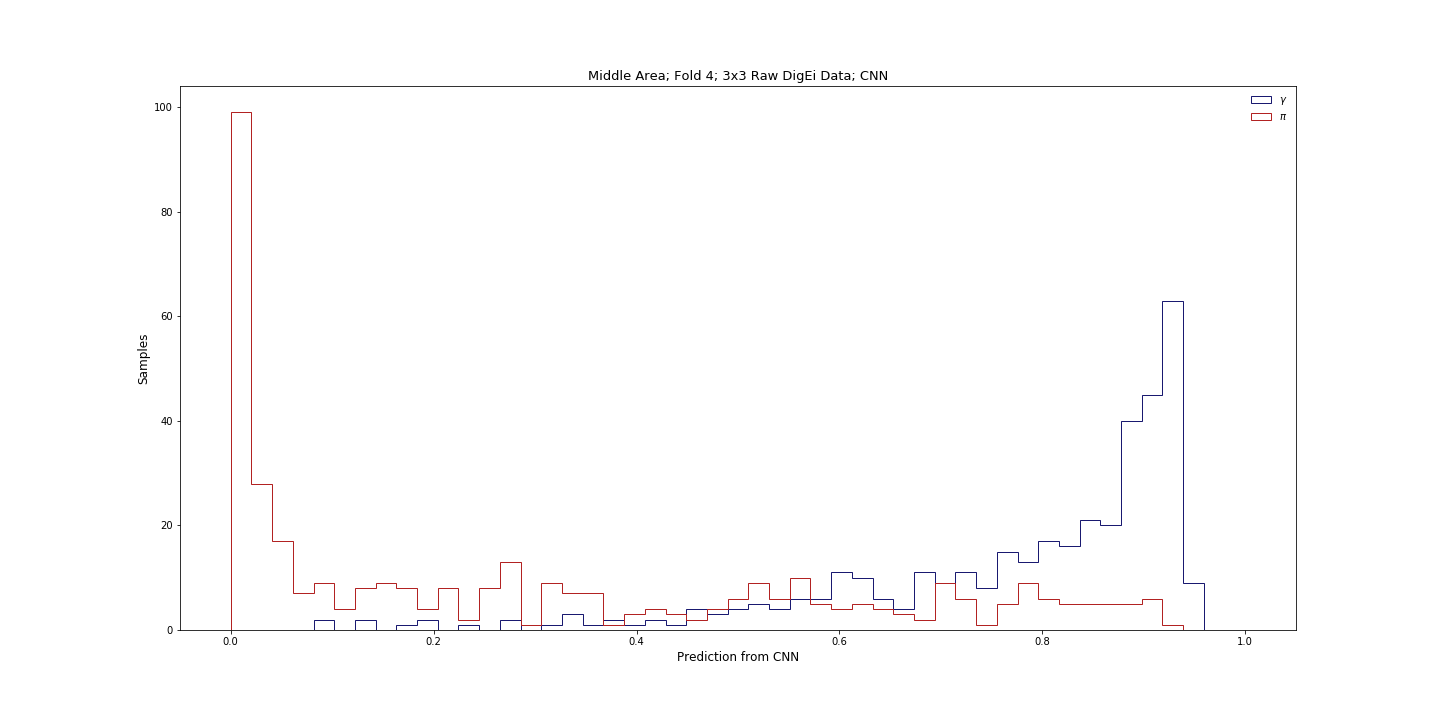 Middle Area; Fold 4; 3x3 Raw DigEi Data; CNN
γ
π
100
80
60
40
20
0
Samples
0.0 0.2 0.4 0.6 0.8 1.0
Prediction from CNN